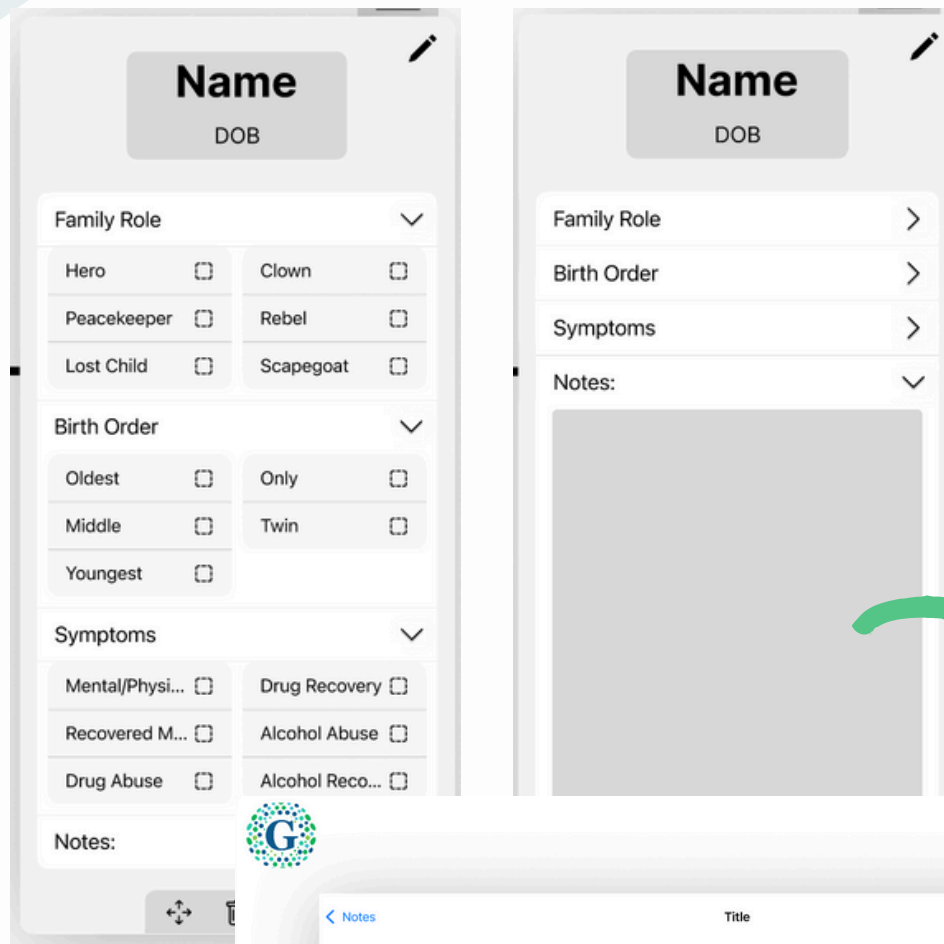 Name
DOB
Family Role
Hero
Clown
Peacekeeper
Rebel
Lost Child
Scapegoat
Birth Order
Oldest
Only
Middle
Twin
Youngest
Symptoms
Mental/Physi...
Drug Recovery
Recovered M...
Alcohol Abuse
Drug Abuse
Alcohol Reco...
Notes:
Name
DOB
Family Role
Birth Order
Symptoms
Notes:
G
Notes
Title